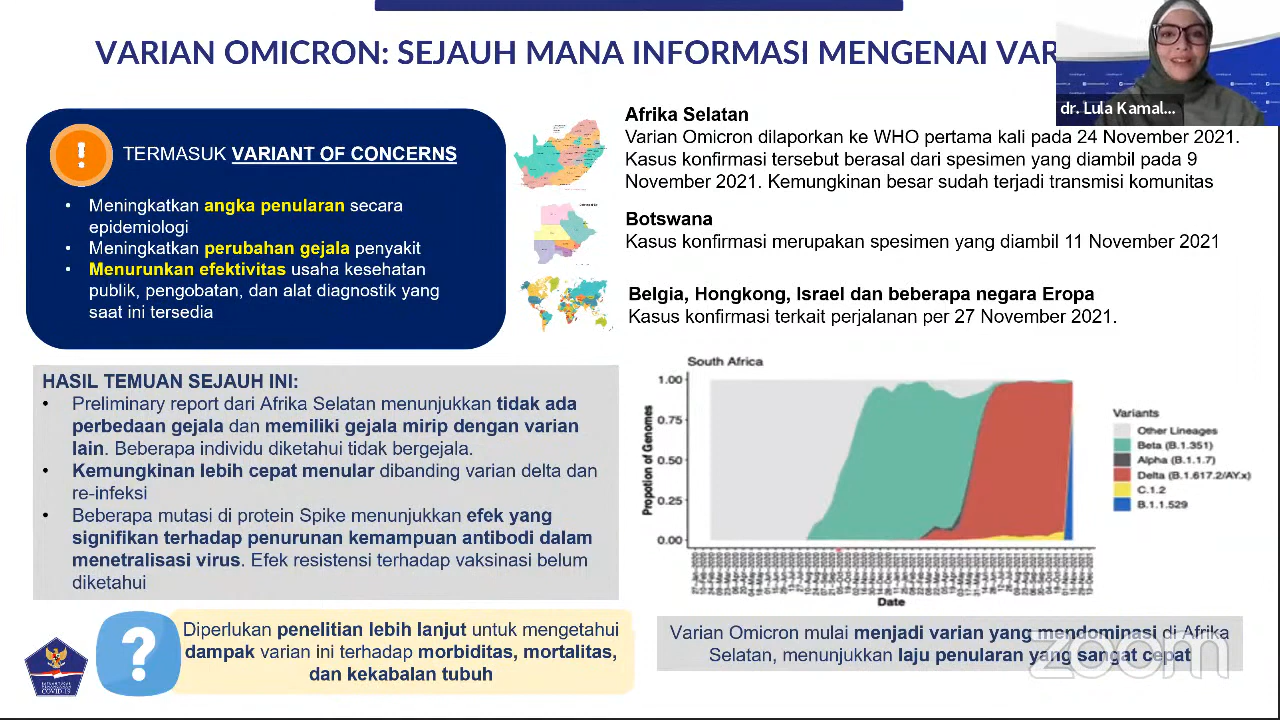 VARIAN OMICRON: SEJAUH MANA INFORMASI MENGENAI VAR
dr. Lula Kamal...
TERMASUK VARIANT OF CONCERNS
• Meningkatkan angka penularan secara
epidemiologi
• Meningkatkan perubahan gejala penyakit
• Menurunkan efektivitas usaha kesehatan
publik, pengobatan, dan alat diagnostik yang
saat ini tersedia
Afrika Selatan
Varian Omicron dilaporkan ke WHO pertama kali pada 24 November 2021.
Kasus konfirmasi tersebut berasal dari spesimen yang diambil pada 9
November 2021. Kemungkinan besar sudah terjadi transmisi komunitas
Botswana
Kasus konfirmasi merupakan spesimen yang diambil 11 November 2021
Belgia, Hongkong, Israel dan beberapa negara Eropa
Kasus konfirmasi terkait perjalanan per 27 November 2021.
HASIL TEMUAN SEJAUH INI:
• Preliminary report dari Afrika Selatan menunjukkan tidak ada
perbedaan gejala dan memiliki gejala mirip dengan varian
lain. Beberapa individu diketahui tidak bergejala.
• Kemungkinan lebih cepat menular dibanding varian delta dan
re-infeksi
• Beberapa mutasi di protein Spike menunjukkan efek yang
signifikan terhadap penurunan kemampuan antibodi dalam
menetralisasi virus. Efek resistensi terhadap vaksinasi belum
diketahui
South Africa
Propotion of Genomes
1.00
0.75
0.50
0.25
0.00
Date
Variants
Other Lineages
Beta (B.1.351)
Alpha (B.1.1.7)
Delta (B.1.617.2/AY.x)
C.1.2
B.1.1.529
Diperlukan penelitian lebih lanjut untuk mengetahui
dampak varian ini terhadap morbiditas, mortalitas,
dan kekabalan tubuh
Varian Omicron mulai menjadi varian yang mendominasi di Afrika
Selatan, menunjukkan laju penularan yang sangat cepat
zoom
COVID-19